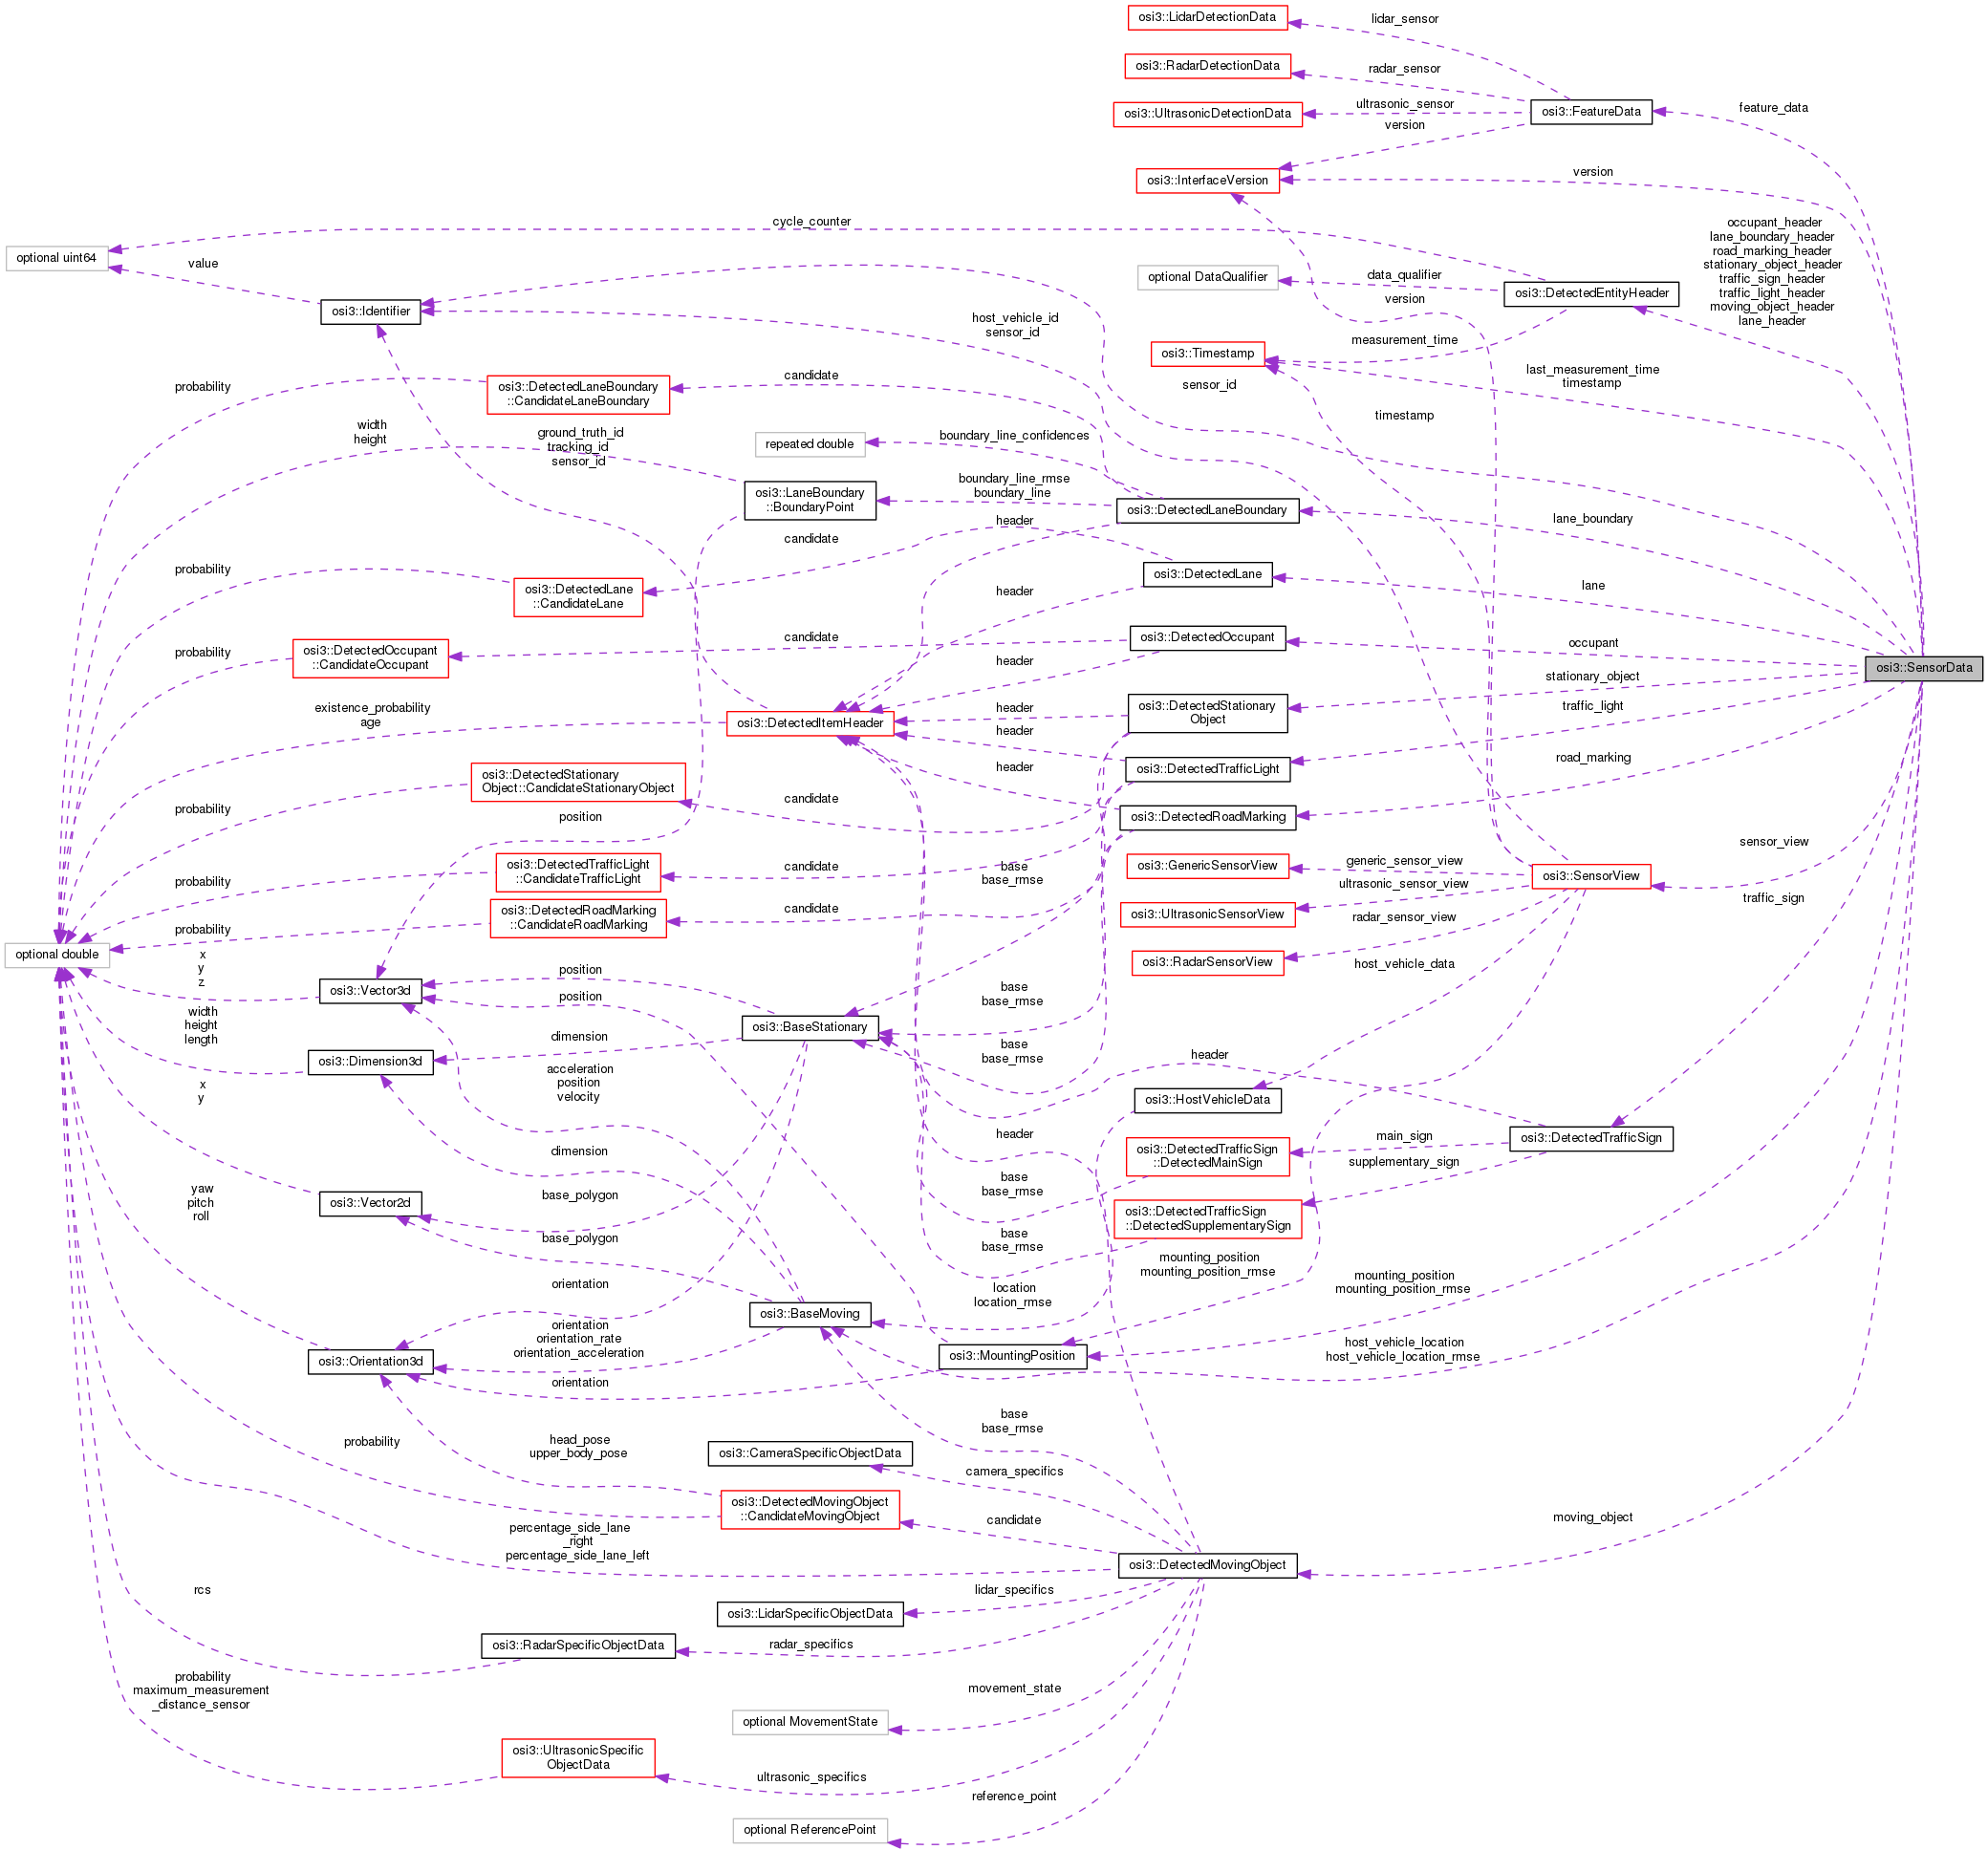 osi3::LidarDetectionData
lidar_sensor
osi3::RadarDetectionData
radar_sensor
osi3::UltrasonicDetectionData
ultrasonic_sensor
osi3::FeatureData
feature_data
version
osi3::InterfaceVersion
version
cycle_counter
optional uint64
value
osi3::Identifier
optional DataQualifier
data_qualifier
version
osi3::DetectedEntityHeader
occupant_header
lane_boundary_header
road_marking_header
stationary_object_header
traffic_sign_header
traffic_light_header
moving_object_header
lane_header
host_vehicle_id
sensor_id
osi3::Timestamp
measurement_time
last_measurement_time
timestamp
sensor_id
timestamp
probability
osi3::DetectedLaneBoundary
::CandidateLaneBoundary
candidate
width
height
ground_truth_id
tracking_id
sensor_id
repeated double
boundary_line_confidences
osi3::LaneBoundary
::BoundaryPoint
boundary_line_rmse
boundary_line
osi3::DetectedLaneBoundary
lane_boundary
header
candidate
probability
osi3::DetectedLane
::CandidateLane
header
osi3::DetectedLane
lane
probability
osi3::DetectedOccupant
::CandidateOccupant
candidate
header
osi3::DetectedOccupant
occupant
osi3::SensorData
existence_probability
age
osi3::DetectedItemHeader
header
osi3::DetectedStationary
Object
stationary_object
header
traffic_light
osi3::DetectedTrafficLight
header
road_marking
osi3::DetectedStationary
Object::CandidateStationaryObject
probability
candidate
position
osi3::DetectedRoadMarking
sensor_view
osi3::DetectedTrafficLight
::CandidateTrafficLight
probability
candidate
base
base_rmse
osi3::GenericSensorView
generic_sensor_view
osi3::SensorView
osi3::DetectedRoadMarking
::CandidateRoadMarking
probability
candidate
osi3::UltrasonicSensorView
ultrasonic_sensor_view
traffic_sign
optional double
x
y
z
osi3::Vector3d
position
position
osi3::RadarSensorView
radar_sensor_view
host_vehicle_data
base
base_rmse
width
height
length
osi3::BaseStationary
dimension
base
base_rmse
header
osi3::Dimension3d
acceleration
position
velocity
x
y
osi3::HostVehicleData
dimension
header
osi3::DetectedTrafficSign
::DetectedMainSign
main_sign
supplementary_sign
osi3::DetectedTrafficSign
base
base_rmse
yaw
pitch
roll
osi3::Vector2d
base_polygon
base_polygon
osi3::DetectedTrafficSign
::DetectedSupplementarySign
base
base_rmse
mounting_position
mounting_position_rmse
mounting_position
mounting_position_rmse
orientation
location
location_rmse
osi3::BaseMoving
orientation
orientation_rate
orientation_acceleration
osi3::Orientation3d
osi3::MountingPosition
host_vehicle_location
host_vehicle_location_rmse
orientation
base
base_rmse
probability
head_pose
upper_body_pose
osi3::CameraSpecificObjectData
camera_specifics
osi3::DetectedMovingObject
::CandidateMovingObject
candidate
percentage_side_lane
_right
percentage_side_lane_left
osi3::DetectedMovingObject
moving_object
rcs
osi3::LidarSpecificObjectData
lidar_specifics
osi3::RadarSpecificObjectData
radar_specifics
probability
maximum_measurement
_distance_sensor
movement_state
optional MovementState
osi3::UltrasonicSpecific
ObjectData
ultrasonic_specifics
reference_point
optional ReferencePoint